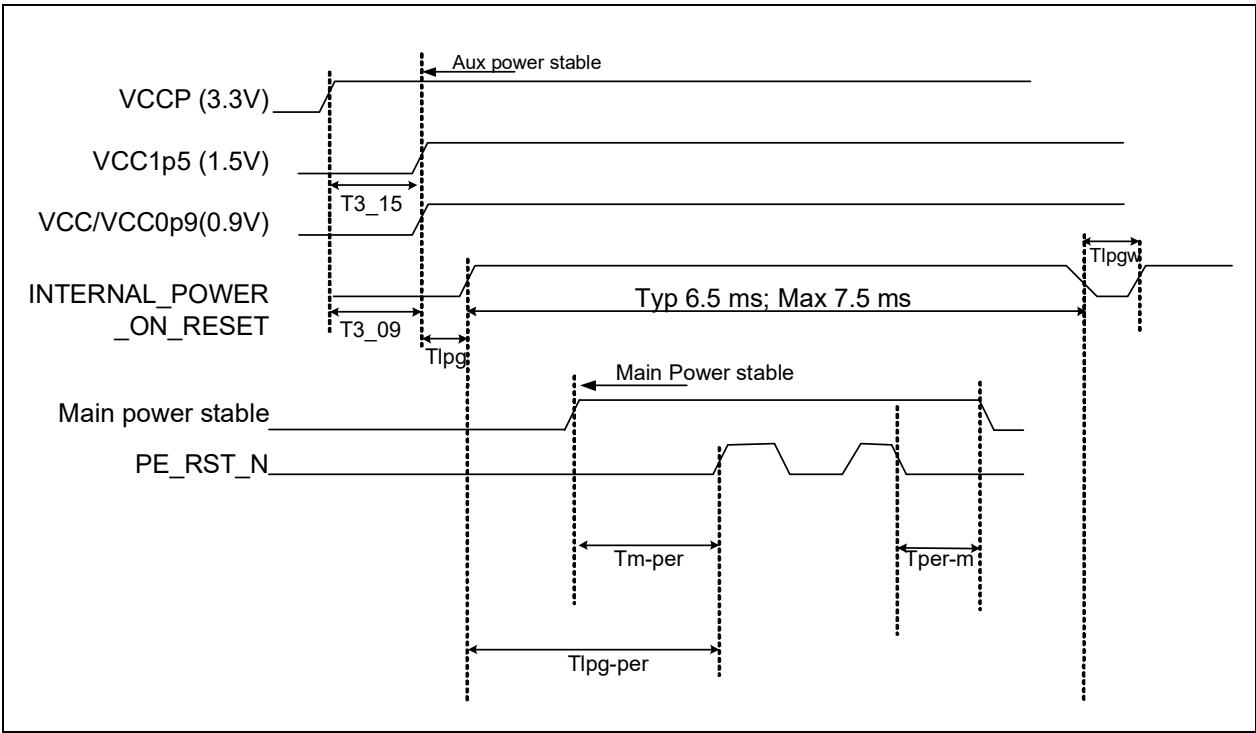 Aux power stable
VCCP (3.3V)
VCC1p5 (1.5V)
T3_15
VCC/VCC0p9(0.9V)
Tlpgw
INTERNAL_POWER
_ON_RESET
Typ 6.5 ms; Max 7.5 ms
T3_09
Tlpg
Main Power stable
Main power stable
PE_RST_N
Tm-per
Tper-m
Tlpg-per